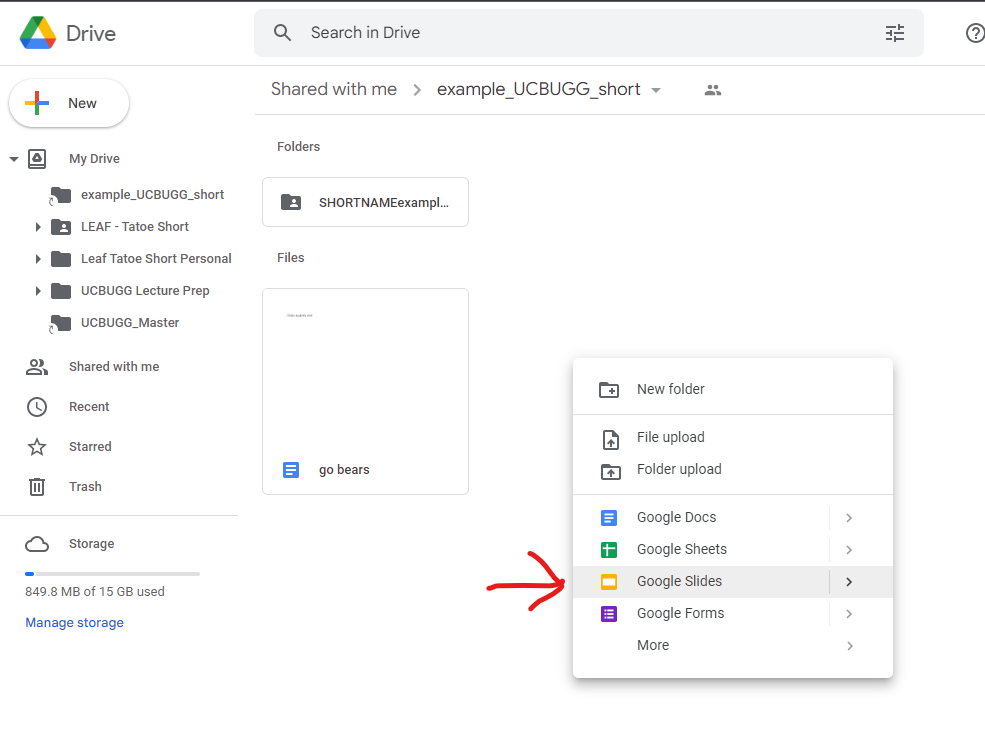 Drive
Search in Drive
New
My Drive
example_UCBUGG_short
LEAF - Tatoe Short
Leaf Tatoe Short Personal
UCBUGG Lecture Prep
UCBUGG_Master
Shared with me
Recent
Starred
Trash
Storage
849.8 MB of 15 GB used
Manage storage
Shared with me
example_UCBUGG_short
Folders
SHORTNAMEexampl...
Files
go bears
New folder
File upload
Folder upload
Google Docs
Google Sheets
Google Slides
Google Forms
More